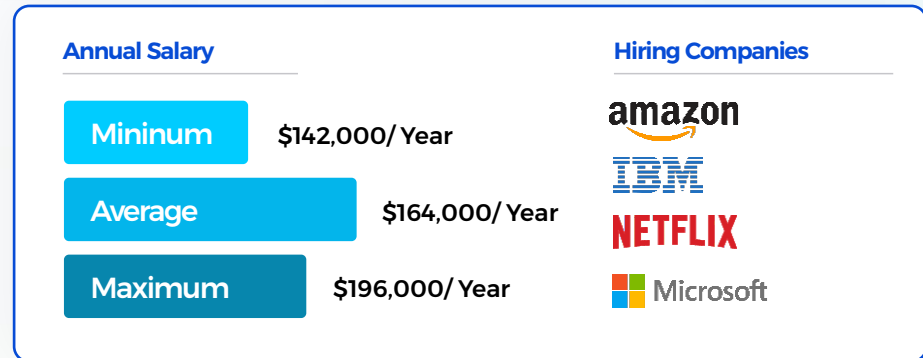 Annual Salary
Mininum
$142,000/ Year
Average
$164,000/ Year
Maximum
$196,000/ Year
Hiring Companies
amazon
IBM
NETFLIX
Microsoft